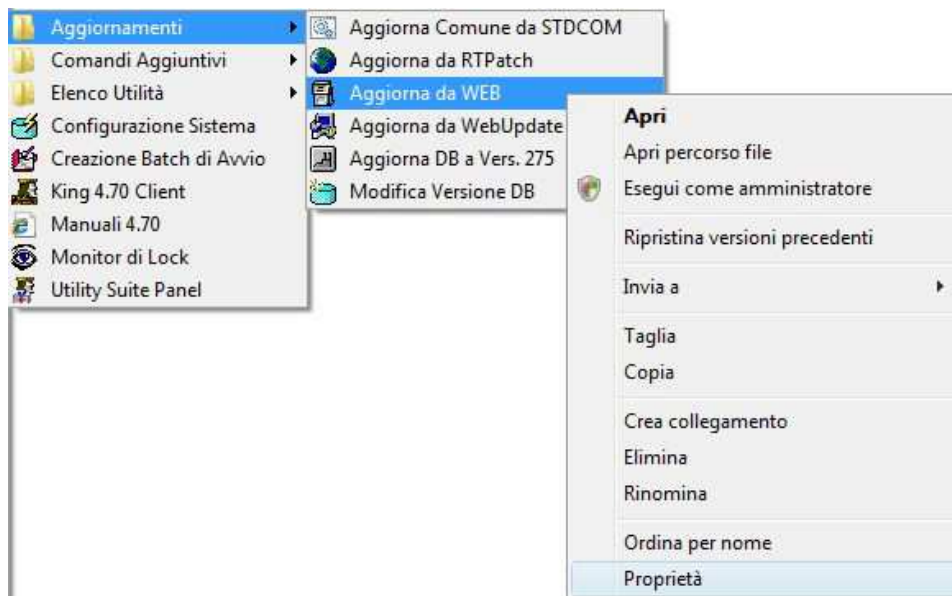 Aggiornamenti
Comandi Aggiuntivi
Elenco Utilità
Configurazione Sistema
Creazione Batch di Avvio
King 4.70 Client
Manuali 4.70
Monitor di Lock
Utility Suite Panel
Aggiorna Comune da STDCOM
Aggiorna da RTPatch
Aggiorna da WEB
Aggiorna da WebUpdate
Aggiorna DB a Vers. 275
Modifica Versione DB
Apri
Apri percorso file
Esegui come amministratore
Ripristina versioni precedenti
Invia a
Taglia
Copia
Crea collegamento
Elimina
Rinomina
Ordina per nome
Proprietà